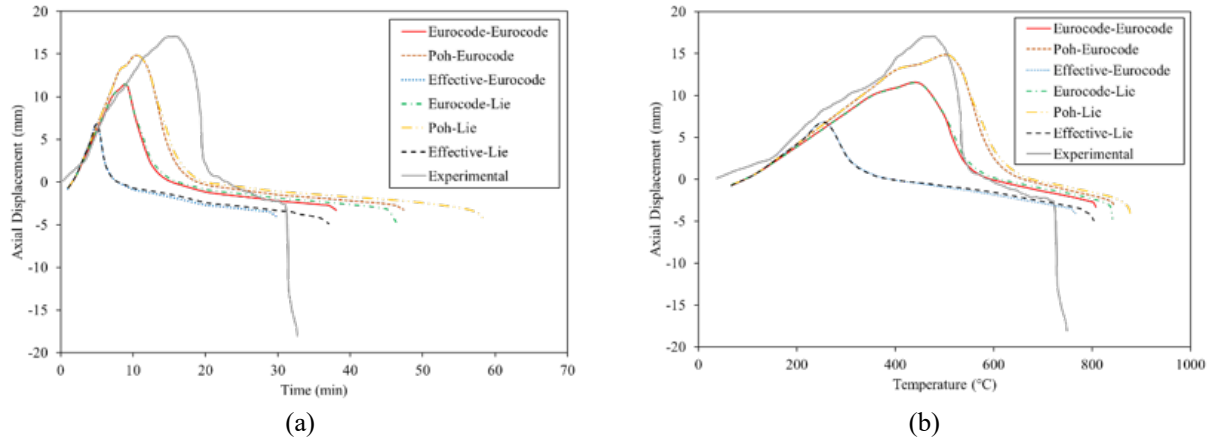 20
15
10
5
0
-5
-10
-15
-20
Axial Displacement (mm)
0 10 20 30 40 50 60 70
Time (min)
Eurocode-Eurocode
Poh-Eurocode
Effective-Eurocode
Eurocode-Lie
Poh-Lie
Effective-Lie
Experimental
(a)
20
15
10
5
0
-5
-10
-15
-20
Axial Displacement (mm)
0 200 400 600 800 1000
Temperature (°C)
Eurocode-Eurocode
Poh-Eurocode
Effective-Eurocode
Eurocode-Lie
Poh-Lie
Effective-Lie
Experimental
(b)